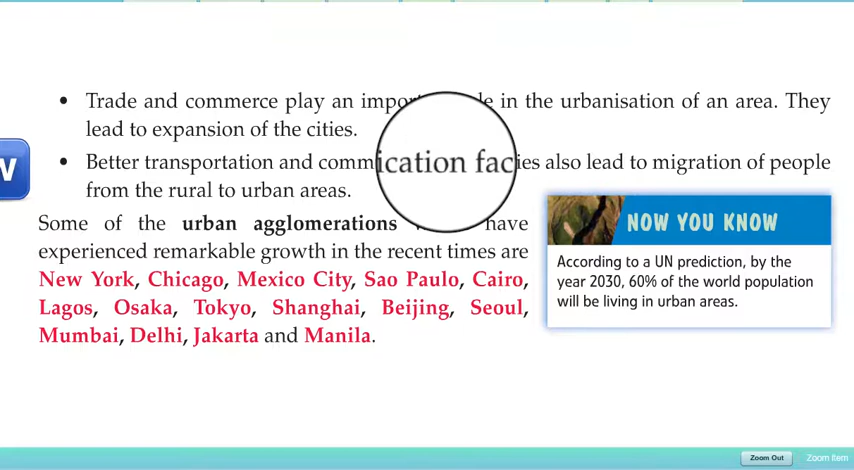 • Trade and commerce play an in the urbanisation of an area. They
lead to expansion of the cities.
• Better transportation and comm ication fac ies also lead to migration of people
from the rural to urban areas.
Some of the urban agglomerations have
experienced remarkable growth in the recent times are
New York, Chicago, Mexico City, Sao Paulo, Cairo,
Lagos, Osaka, Tokyo, Shanghai, Beijing, Seoul,
Mumbai, Delhi, Jakarta and Manila.
NOW YOU KNOW
According to a UN prediction, by the
year 2030, 60% of the world population
will be living in urban areas.
Zoom Out Zoom Item